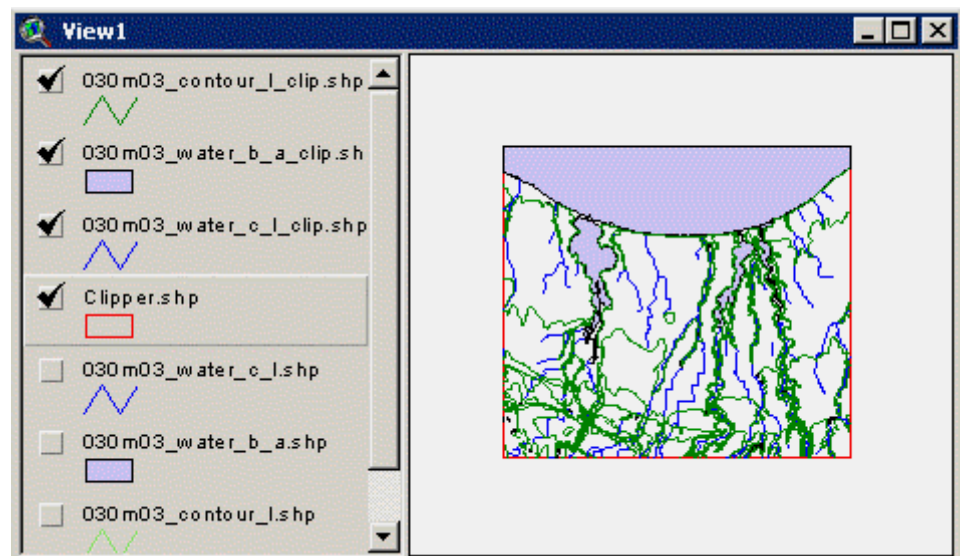 View1
030m03_contour_l_clip.shp
030m03_water_b_a_clip.sh
030m03_water_c_l_clip.shp
Clipper.shp
030m03_water_c_l.shp
030m03_water_b_a.shp
030m03_contour_l.shp